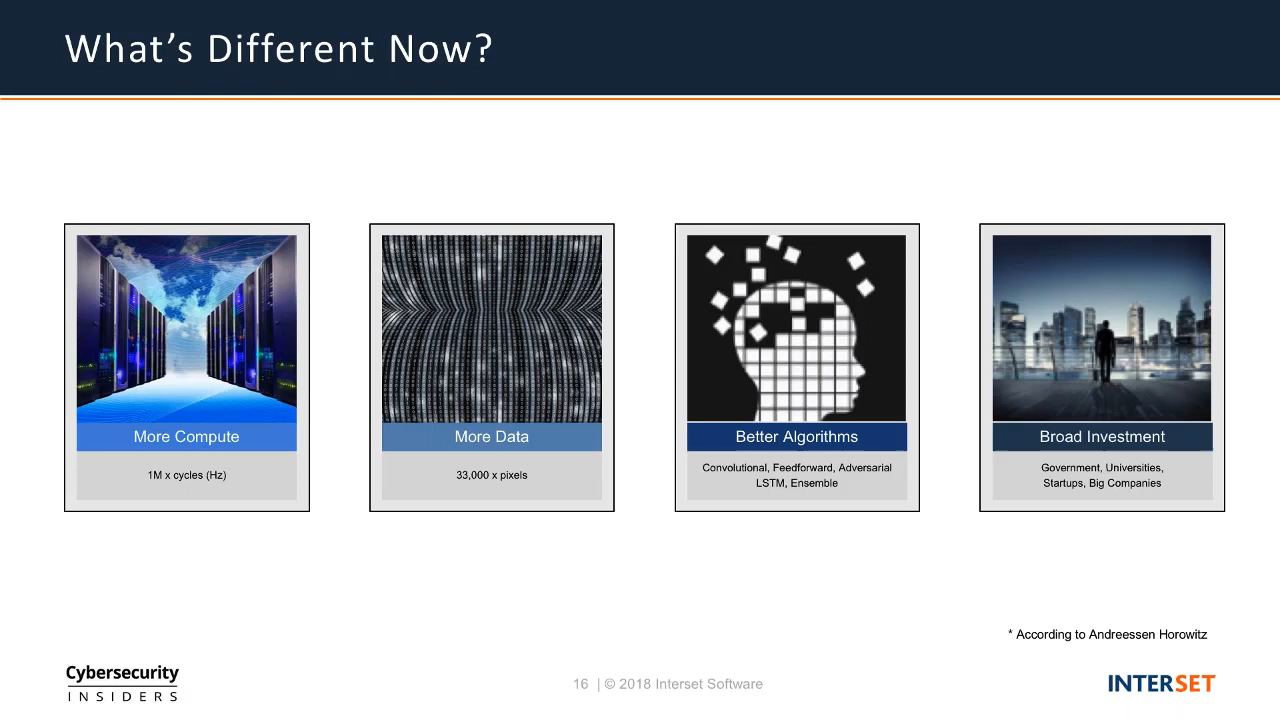 What's Different Now?
More Compute
1M x cycles (Hz)
More Data
33,000 x pixels
Better Algorithms
Convolutional, Feedforward, Adversarial
LSTM, Ensemble
Broad Investment
Government, Universities,
Startups, Big Companies
* According to Andreessen Horowitz
Cybersecurity
INSIDERS
16 | © 2018 Interset Software
INTERSET